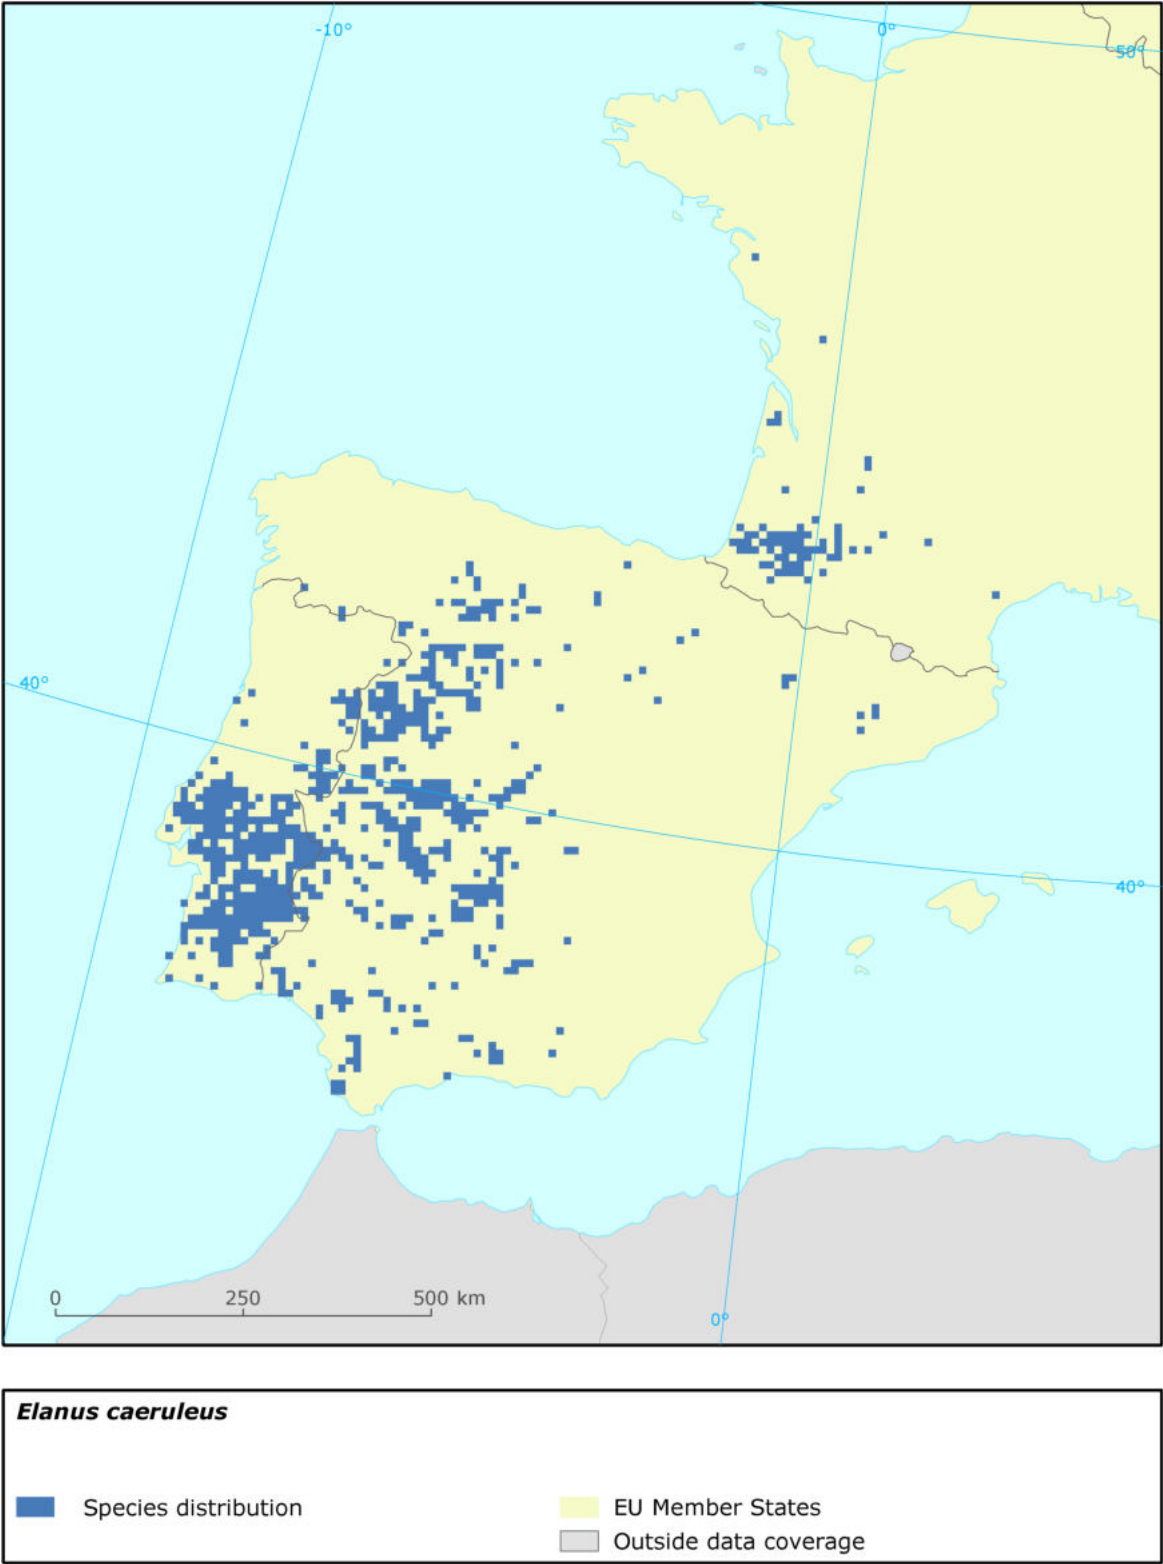 -10°
0°
50°
40°
40°
0 250 500 km
0°
Elanus caeruleus
Species distribution
EU Member States
Outside data coverage